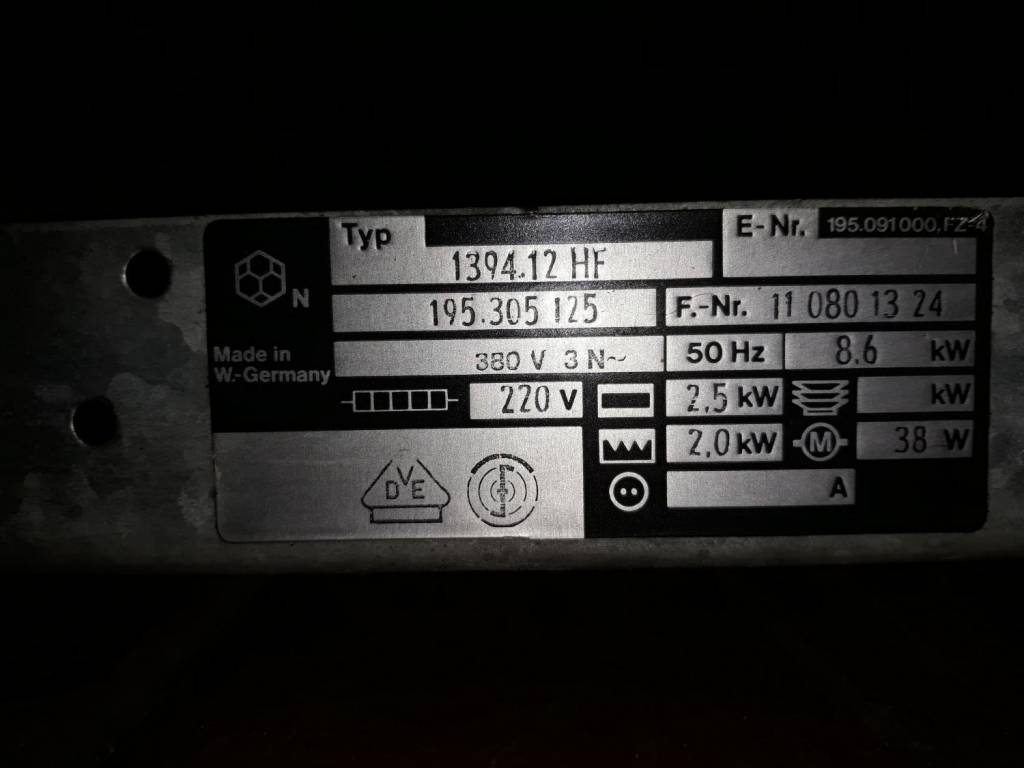 Typ
1394.12 HF
E-Nr. 195.091000.FZ-4
N
195.305 125
F.-Nr. 11 080 13 24
Made in
W.-Germany
380 V 3 N~
50 Hz
8.6 kW
220 V
2,5 kW
kW
2,0 kW
M
38 W
A
DVE